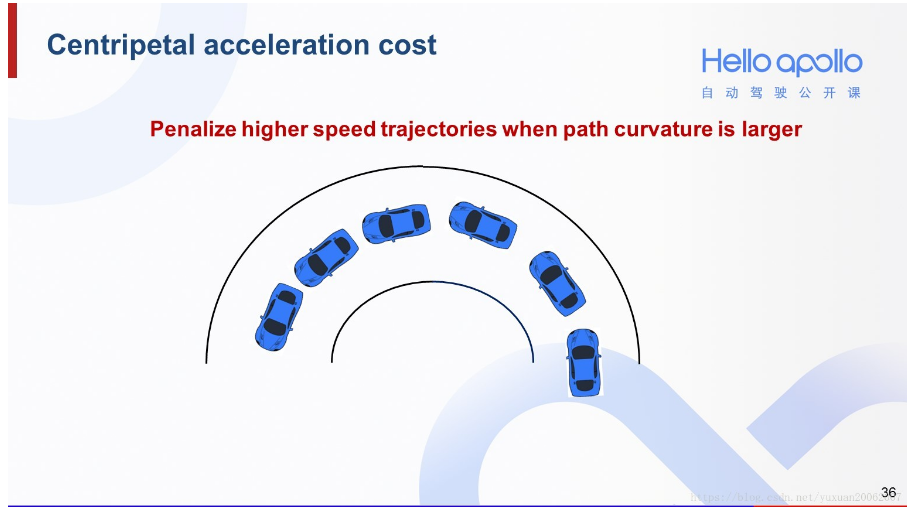 Centripetal acceleration cost
Hello apollo
自动驾驶公开课
Penalize higher speed trajectories when path curvature is larger
36